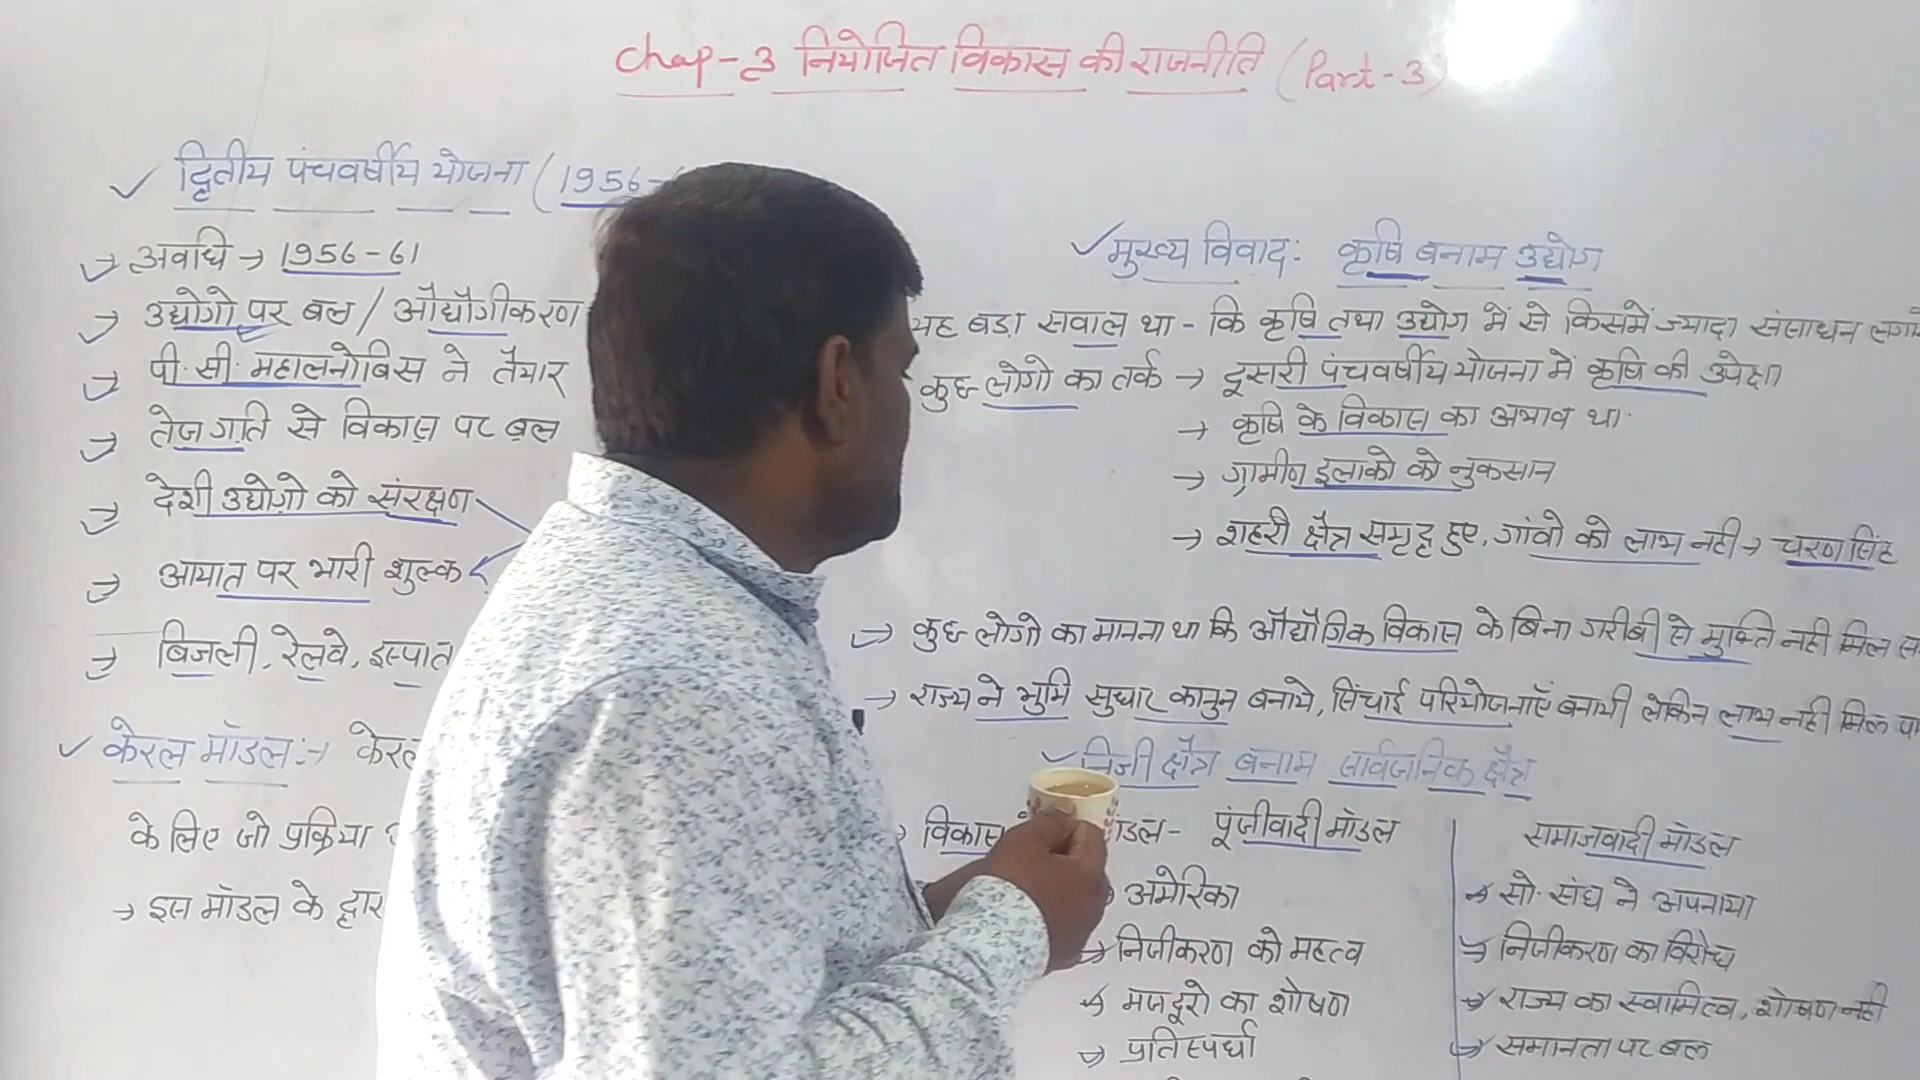 Chap-3 नियोजित विकास की राजनीति (Part-3)
द्वितीय पंचवर्षीय योजना (1956-
→ अवधि → 1956-61
→ उद्योगो पर बल / औद्योगीकरण
→ पी. सी. महालनोबिस ने तैयार
→ तेज गति से विकास पर बल
→ देशी उद्योगो को संरक्षण
→ आयात पर भारी शुल्क
→ बिजली, रेलवे, इस्पात
केरल मॉडल :→ केरल
के लिए जो प्रक्रिया
→ इस मॉडल के द्वार
मुख्य विवाद: कृषि बनाम उद्योग
यह बड़ा सवाल था - कि कृषि तथा उद्योग में से किसमें ज्यादा संसाधन लगाये
कुछ लोगो का तर्क → दूसरी पंचवर्षीय योजना में कृषि की उपेक्षा
→ कृषि के विकास का अभाव था
→ ग्रामीण इलाको को नुकसान
→ शहरी क्षेत्र समृद्ध हुए, गांवो को लाभ नही → चरण सिंह
→ कुछ लोगो का मानना था कि औद्यौगिक विकास के बिना गरीबी से मुक्ति नही मिल स
→ राज्य ने भुमि सुधार कानुन बनाये, सिंचाई परियोजनाएँ बनायी लेकिन लाभ नही मिल पा
निजी क्षेत्र बनाम सार्वजनिक क्षेत्र
→ विकास मॉडल - पूंजीवादी मॉडल
→ अमेरिका
→ निजीकरण को महत्व
→ मजदूरो का शोषण
→ प्रतिस्पर्धा
समाजवादी मॉडल
→ सो. संघ ने अपनाया
→ निजीकरण का विरोध
→ राज्य का स्वामित्व, शोषण नही
→ समानता पर बल